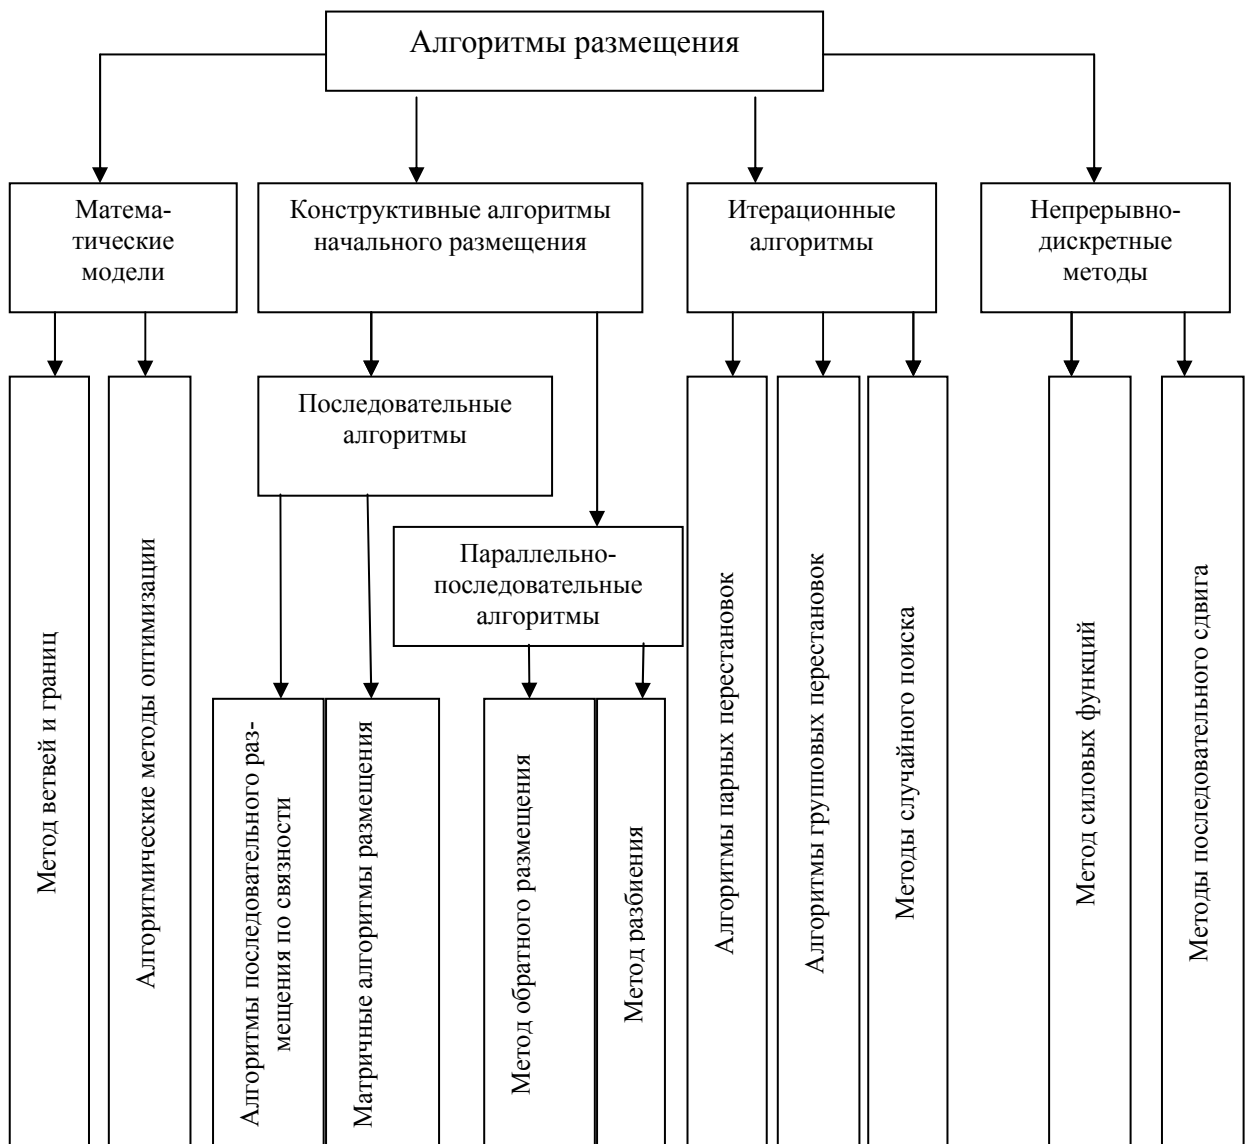 Алгоритмы размещения
Матема-
тические
модели
Конструктивные алгоритмы
начального размещения
Итерационные
алгоритмы
Непрерывно-
дискретные
методы
Последовательные
алгоритмы
Параллельно-
последовательные
алгоритмы
Метод ветвей и границ
Алгоритмические методы оптимизации
Алгоритмы последовательного раз-
мещения по связности
Матричные алгоритмы размещения
Метод обратного размещения
Метод разбиения
Алгоритмы парных перестановок
Алгоритмы групповых перестановок
Методы случайного поиска
Метод силовых функций
Методы последовательного сдвига